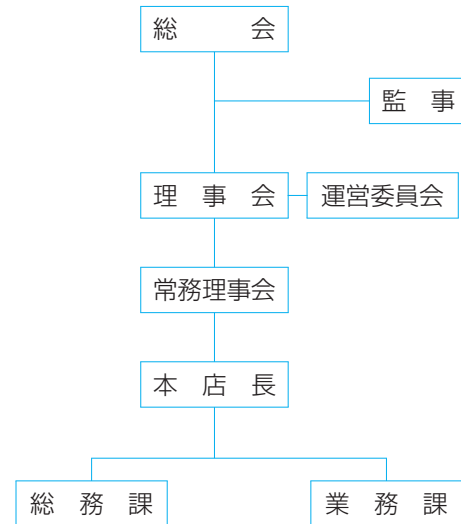 総会
監事
理事会
運営委員会
常務理事会
本店長
総務課
業務課